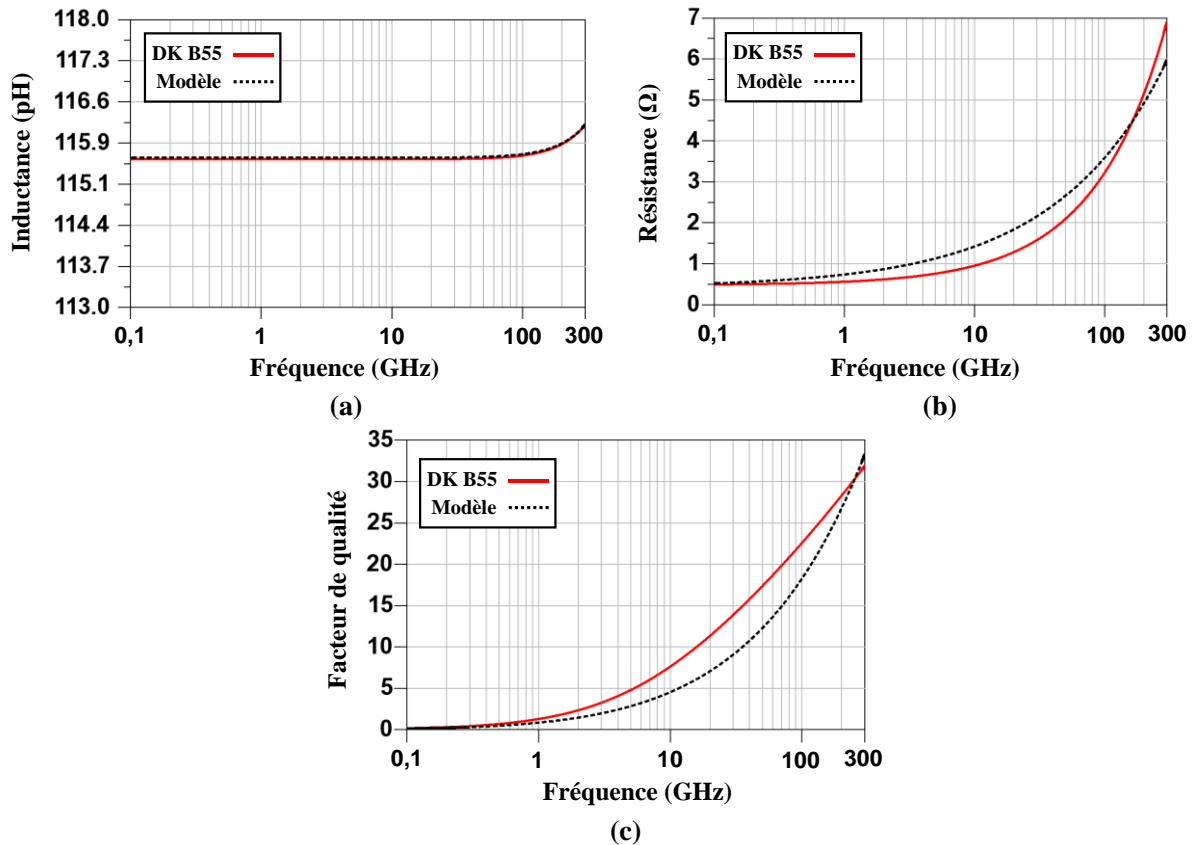 118.0
117.3
116.6
115.9
115.1
114.4
113.7
113.0
Inductance (pH)
DK B55
Modèle
0,1 1 10 100 300
Fréquence (GHz)
(a)
7
6
5
4
3
2
1
0
Résistance (Ω)
DK B55
Modèle
0,1 1 10 100 300
Fréquence (GHz)
(b)
35
30
25
20
15
10
5
0
Facteur de qualité
DK B55
Modèle
0,1 1 10 100 300
Fréquence (GHz)
(c)